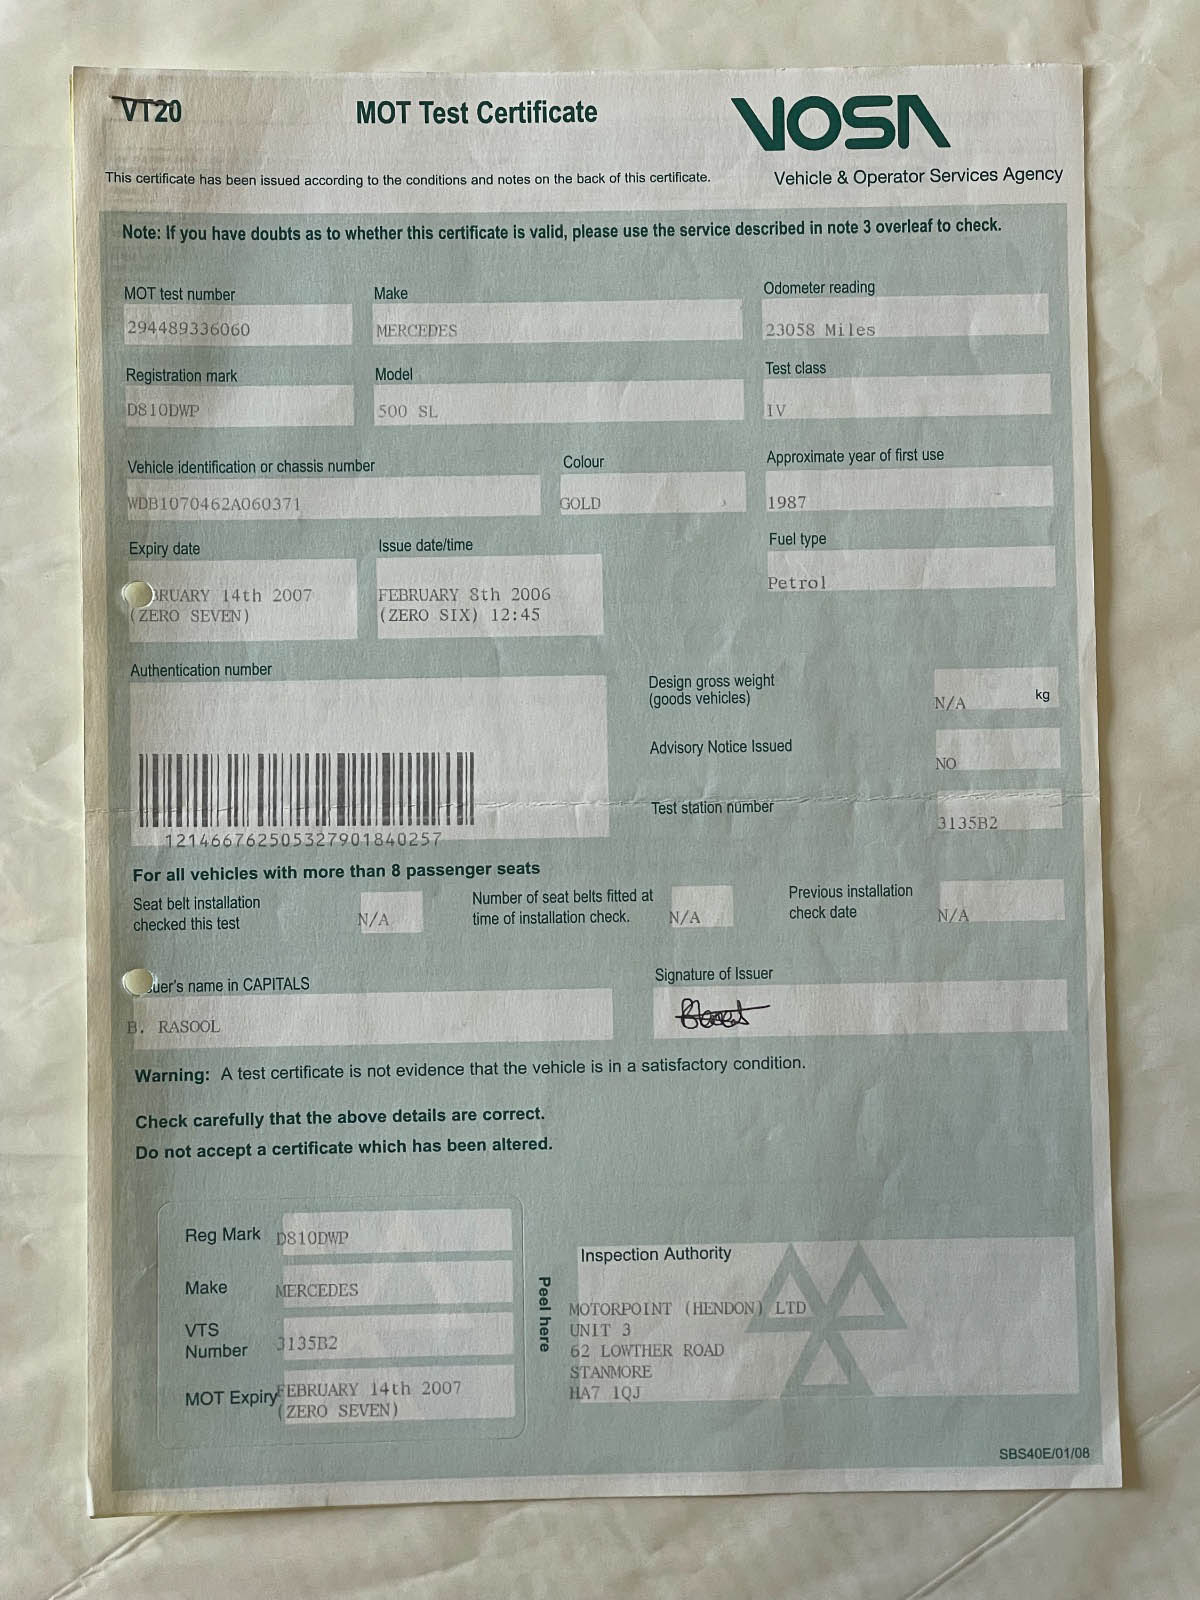 VT20
MOT Test Certificate
VOSA
This certificate has been issued according to the conditions and notes on the back of this certificate.
Vehicle & Operator Services Agency
Note: If you have doubts as to whether this certificate is valid, please use the service described in note 3 overleaf to check.
MOT test number
Make
Odometer reading
294489336060
MERCEDES
23058 Miles
Registration mark
Model
Test class
D810DWP
500 SL
IV
Vehicle identification or chassis number
Colour
Approximate year of first use
WDB1070462A060371
GOLD
1987
Expiry date
Issue date/time
Fuel type
BRUARY 14th 2007
(ZERO SEVEN)
FEBRUARY 8th 2006
(ZERO SIX) 12:45
Petrol
Authentication number
Design gross weight
(goods vehicles)
N/A
kg
Advisory Notice Issued
NO
Test station number
3135B2
1214667625053279018402​57
For all vehicles with more than 8 passenger seats
Seat belt installation
checked this test
N/A
Number of seat belts fitted at
time of installation check.
N/A
Previous installation
check date
N/A
uer's name in CAPITALS
Signature of Issuer
B. RASOOL
Warning: A test certificate is not evidence that the vehicle is in a satisfactory condition.
Check carefully that the above details are correct.
Do not accept a certificate which has been altered.
Reg Mark
D810DWP
Make
MERCEDES
VTS
Number
3135B2
MOT Expiry
FEBRUARY 14th 2007
(ZERO SEVEN)
Peel here
Inspection Authority
MOTORPOINT (HENDON) LTD
UNIT 3
62 LOWTHER ROAD
STANMORE
HA7 1QJ
SBS40E/01/08